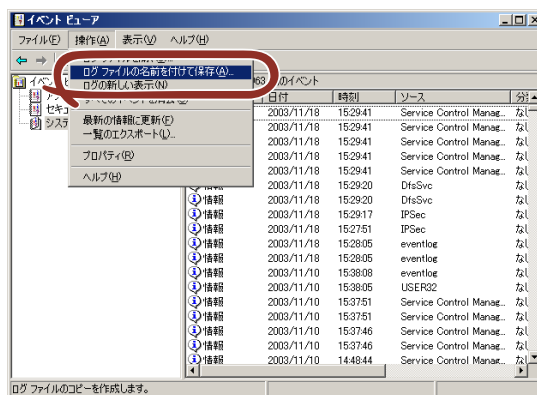 イベント ビューア
ファイル(F) 操作(A) 表示(V) ヘルプ(H)
ログ ファイルの名前を付けて保存(A)...
ログの新しい表示(N)
最新の情報に更新(F)
一覧のエクスポート(L)...
プロパティ(R)
ヘルプ(H)
のイベント
日付 時刻 ソース
2003/11/18 15:29:41 Service Control Manag... なし
2003/11/18 15:29:41 Service Control Manag... なし
2003/11/18 15:29:41 Service Control Manag... なし
2003/11/18 15:29:41 Service Control Manag... なし
2003/11/18 15:29:41 Service Control Manag... なし
情報 2003/11/18 15:29:20 DfsSvc なし
情報 2003/11/18 15:29:20 DfsSvc なし
情報 2003/11/18 15:29:17 IPSec なし
情報 2003/11/18 15:27:51 IPSec なし
情報 2003/11/18 15:28:05 eventlog なし
情報 2003/11/18 15:28:05 eventlog なし
情報 2003/11/10 15:38:08 eventlog なし
情報 2003/11/10 15:38:05 USER32 なし
情報 2003/11/10 15:37:51 Service Control Manag... なし
情報 2003/11/10 15:37:51 Service Control Manag... なし
情報 2003/11/10 15:37:46 Service Control Manag... なし
情報 2003/11/10 15:37:46 Service Control Manag... なし
情報 2003/11/10 14:48:44 Service Control Manag... なし
ログ ファイルのコピーを作成します。